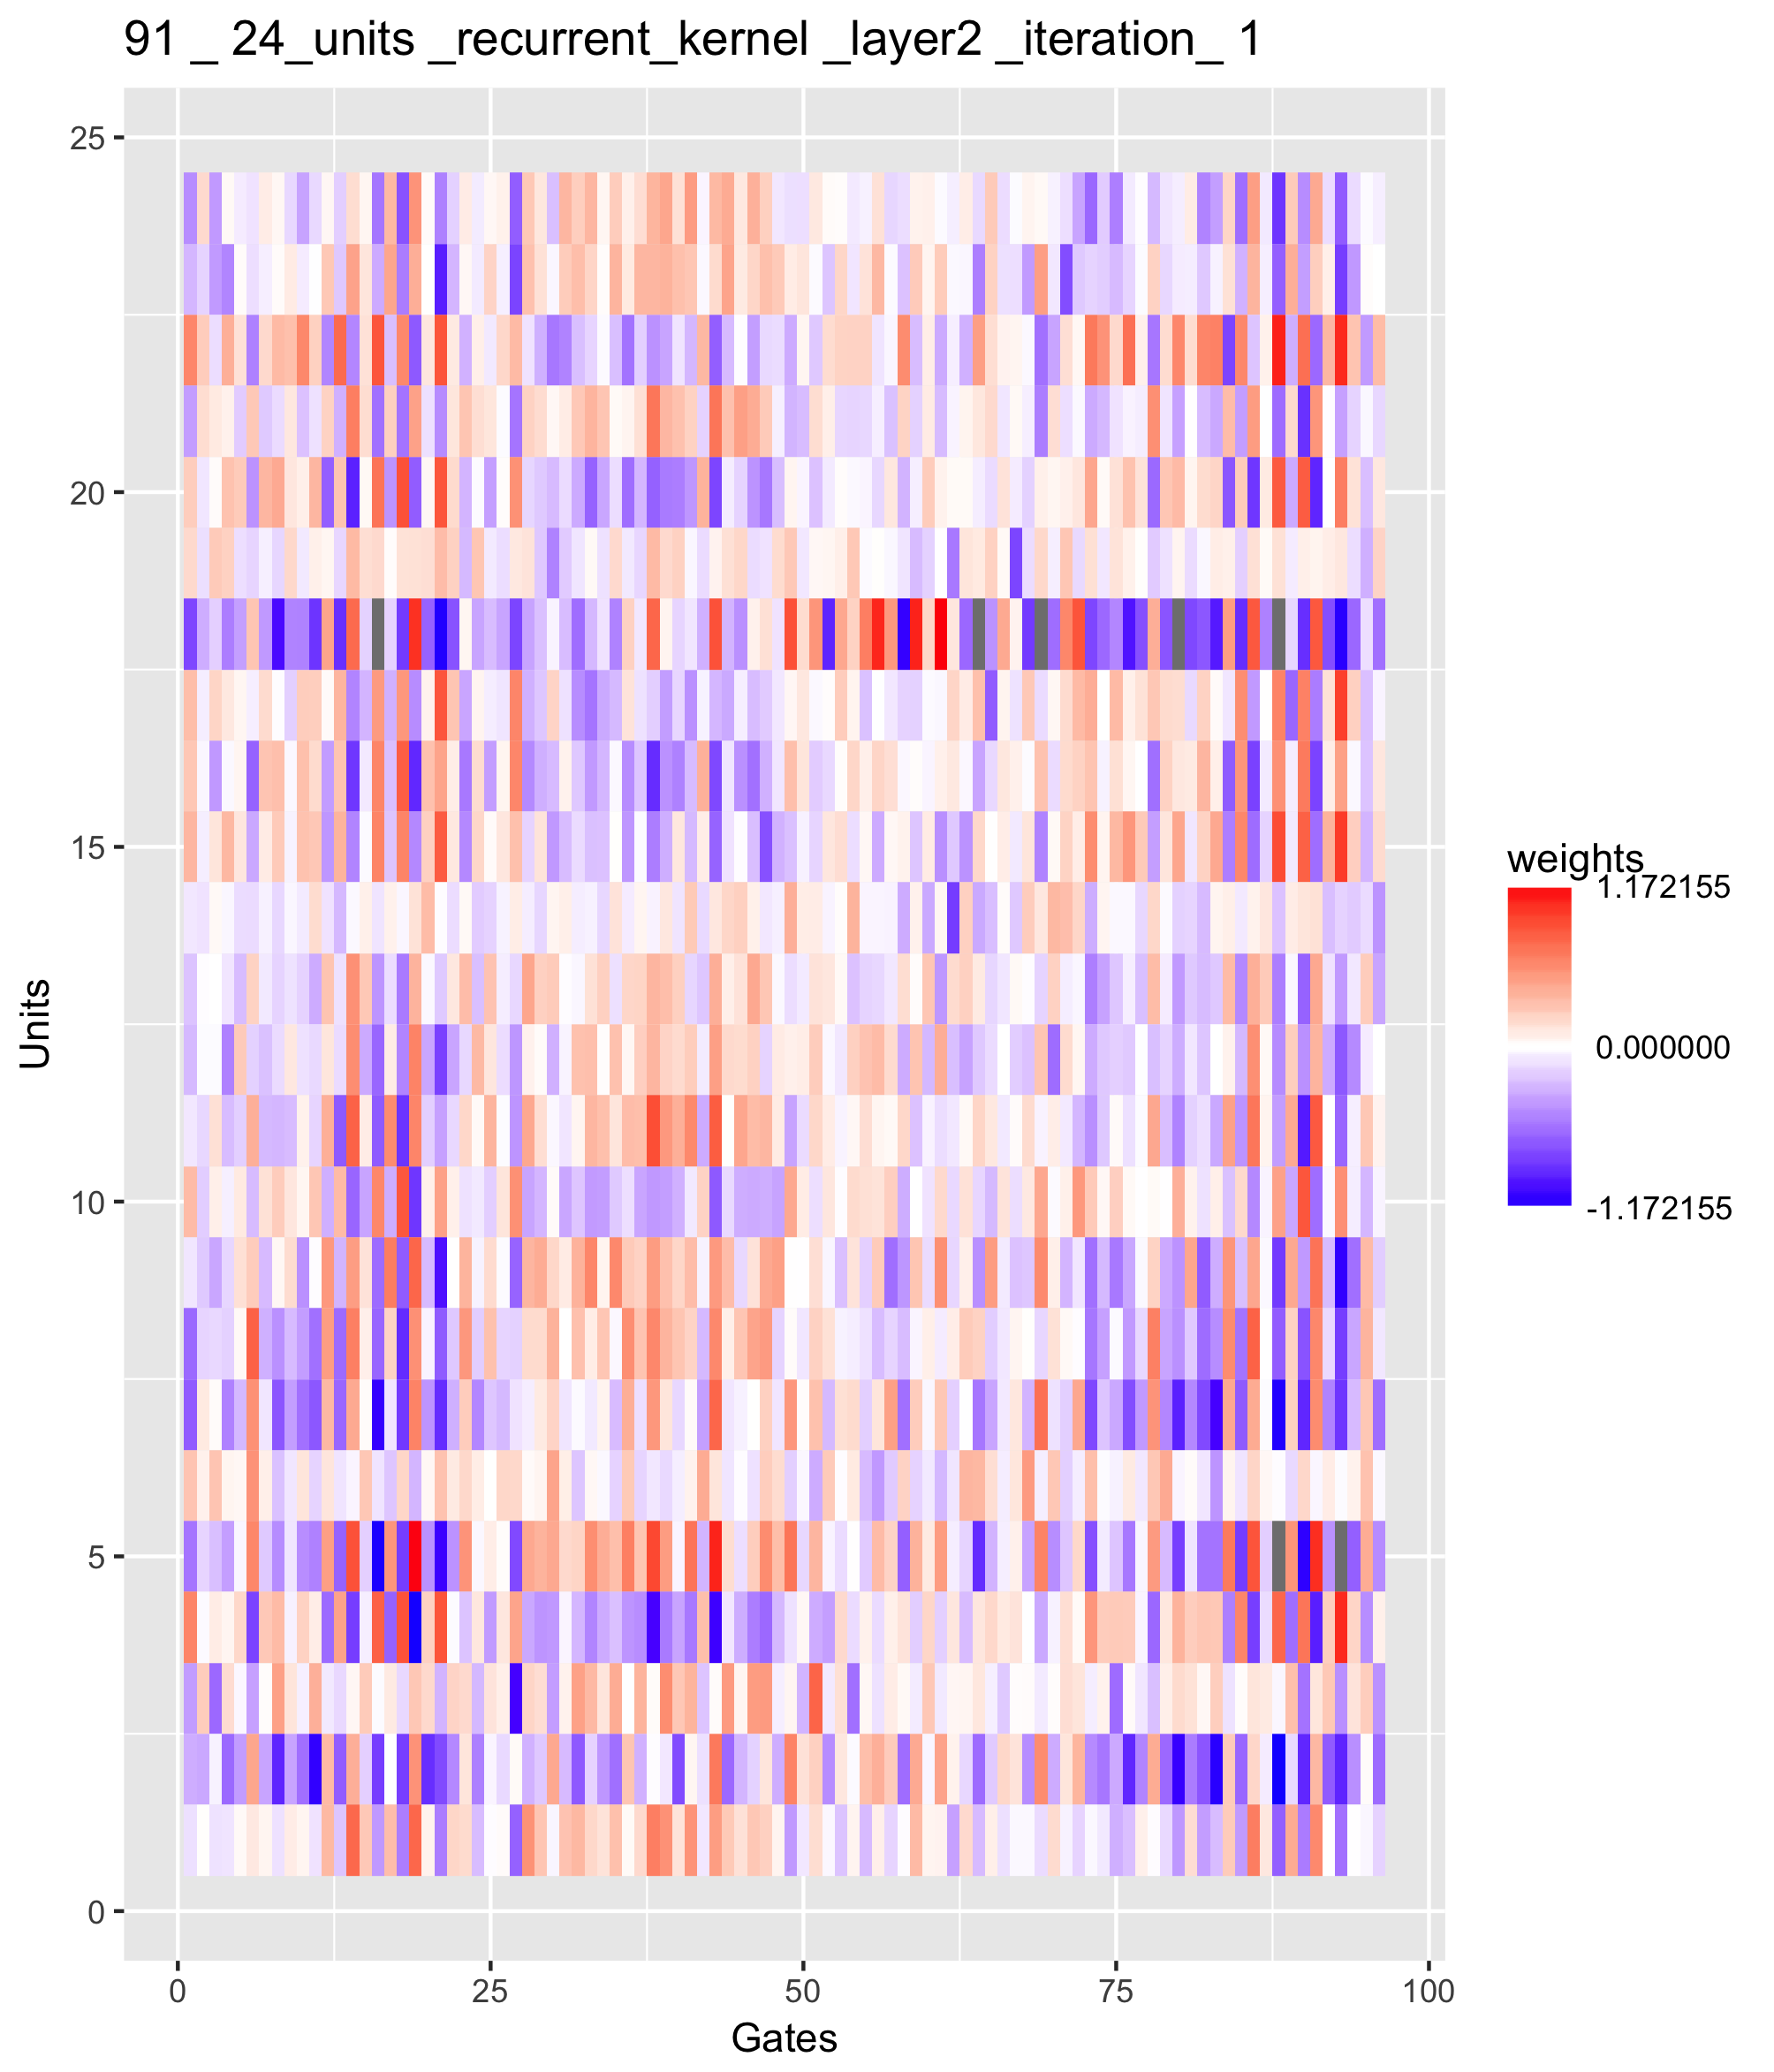 91 _ 24_units _recurrent_kernel _layer2 _iteration_ 1
25
20
15
10
5
0
Units
0 25 50 75 100
Gates
weights
1.172155
0.000000
-1.172155